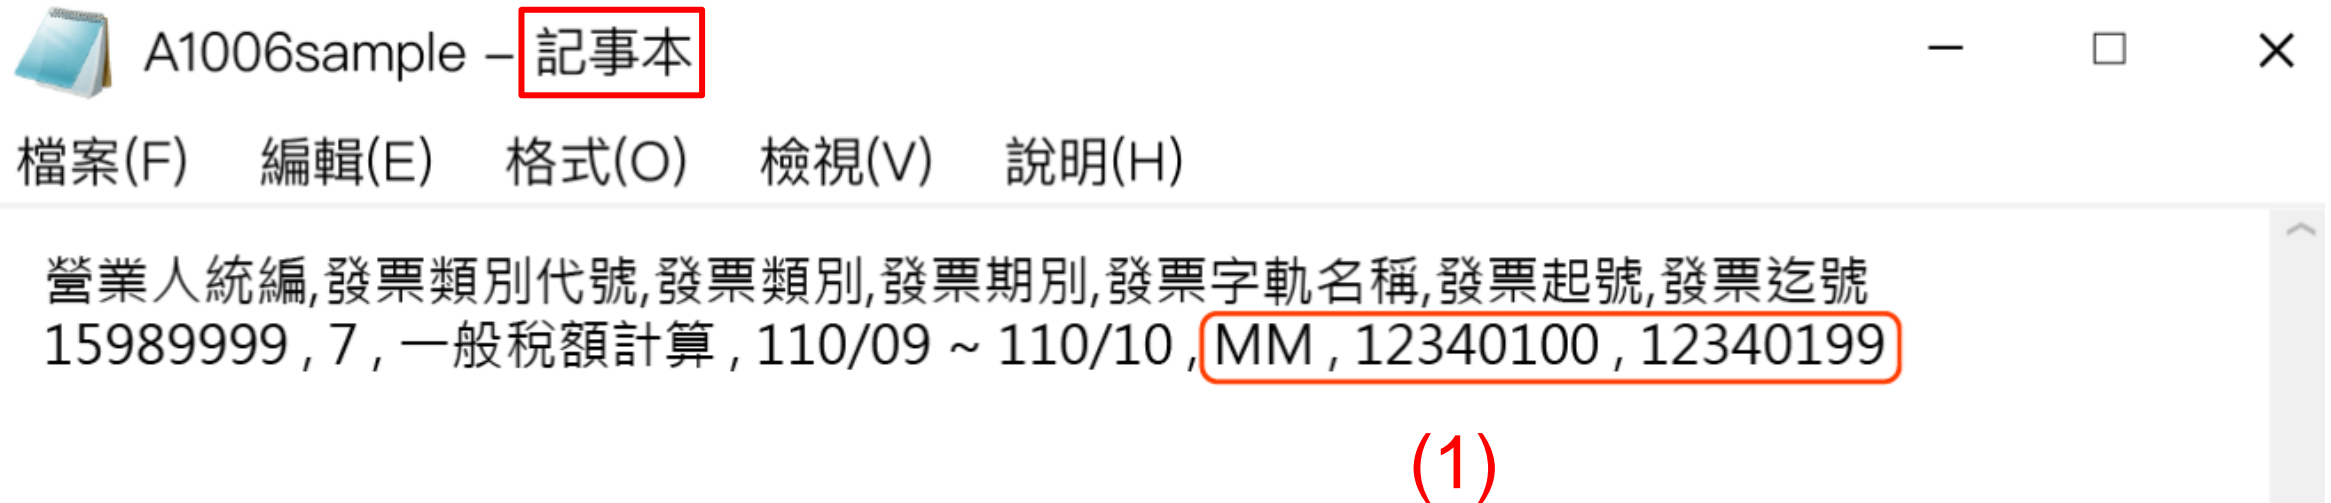 A1006sample – 記事本
檔案(F) 編輯(E) 格式(O) 檢視(V) 說明(H)
營業人統編,發票類別代號,發票類別,發票期別,發票字軌名稱,發票起號,發票迄號
15989999 , 7 , 一般稅額計算 , 110/09 ~ 110/10 , MM , 12340100 , 12340199
(1)